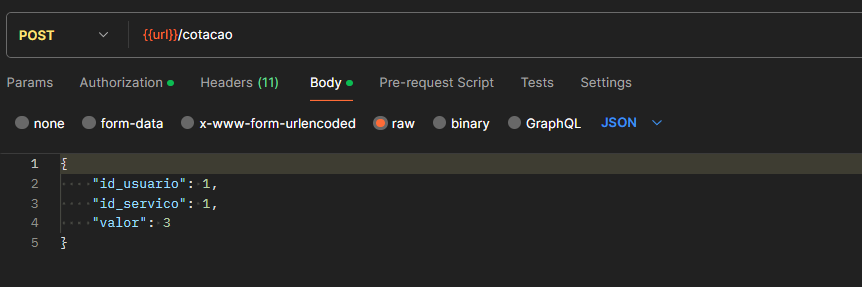 POST {{url}}/cotacao
Params Authorization Headers (11) Body Pre-request Script Tests Settings
none form-data x-www-form-urlencoded raw binary GraphQL JSON
1 {
2 "id_usuario": 1,
3 "id_servico": 1,
4 "valor": 3
5 }